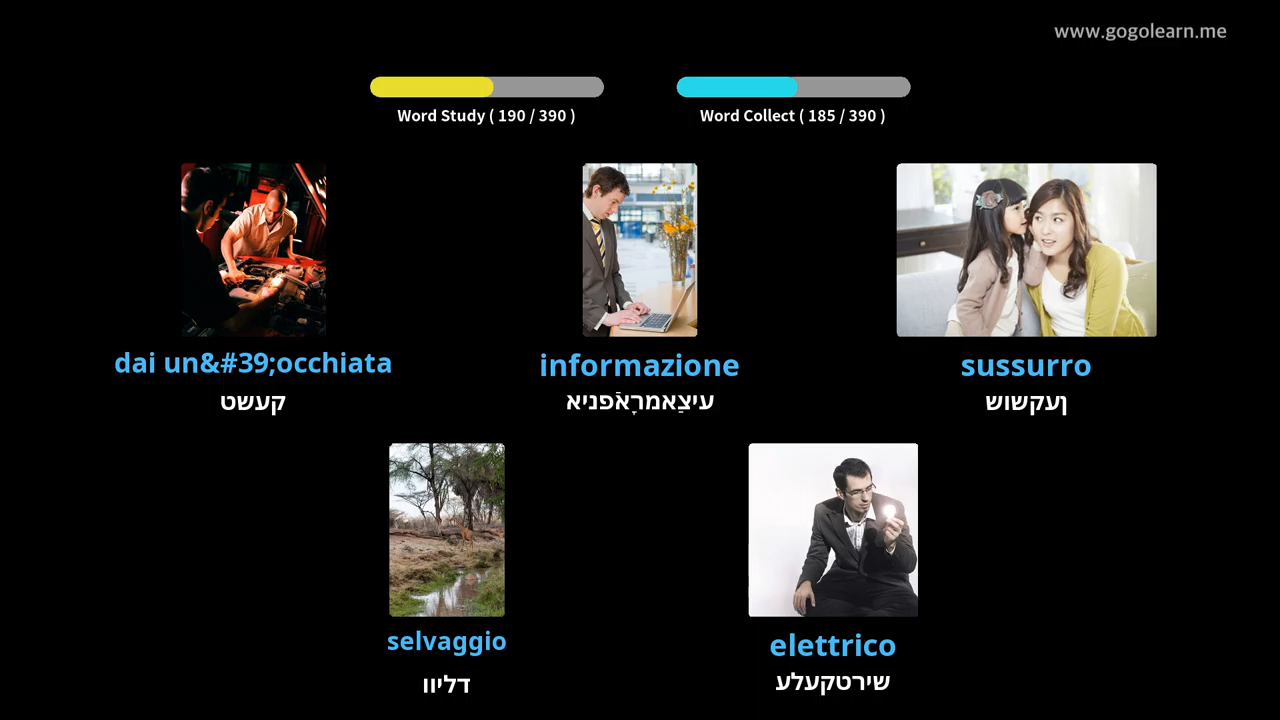 www.gogolearn.me
Word Study ( 190 / 390 )
Word Collect ( 185 / 390 )
dai un&#39;occhiata
קעשט
informazione
עיצַאמרָאֿפניא
sussurro
ןעקשוש
selvaggio
דליוו
elettrico
שירטקעלע